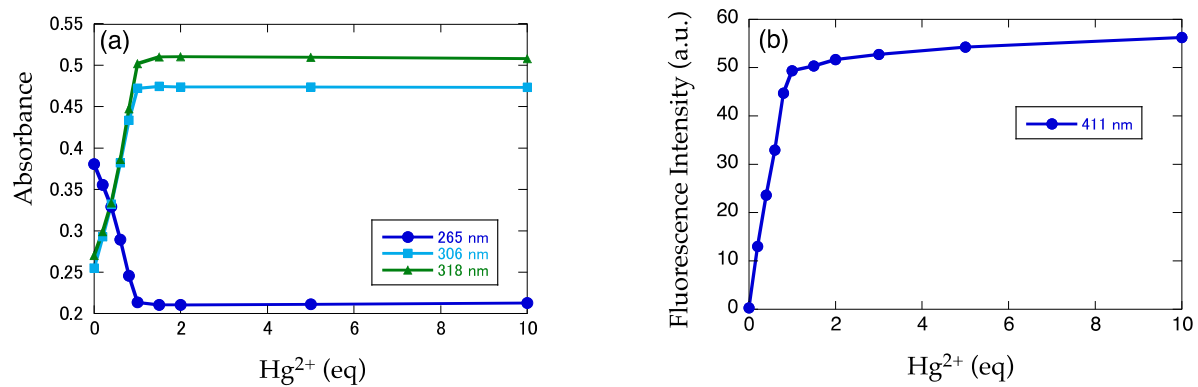 (a)
Absorbance
0.55
0.5
0.45
0.4
0.35
0.3
0.25
0.2
0 2 4 6 8 10
Hg²⁺ (eq)
265 nm
306 nm
318 nm
(b)
Fluorescence Intensity (a.u.)
60
50
40
30
20
10
0
0 2 4 6 8 10
Hg²⁺ (eq)
411 nm